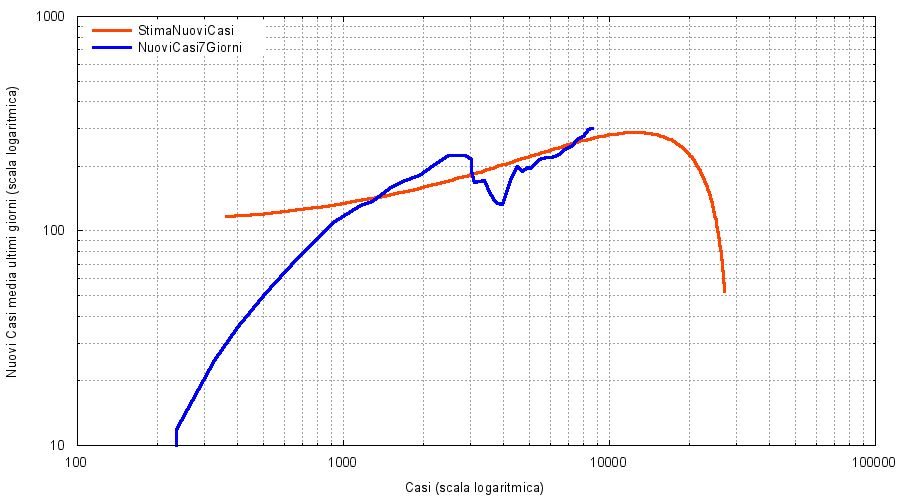 1000
StimaNuoviCasi
NuoviCasi7Giorni
Nuovi Casi media ultimi giorni (scala logaritmica)
100
10
100
1000
10000
100000
Casi (scala logaritmica)